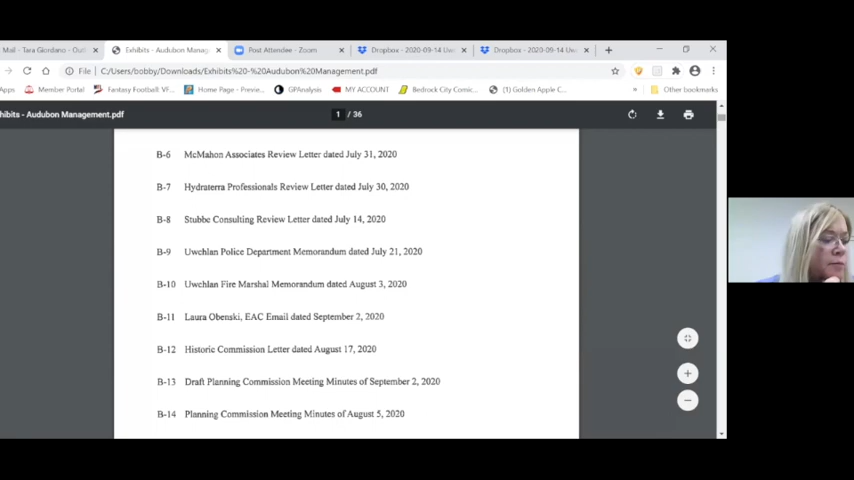 Mail - Tara Giordano - Outl
Exhibits - Audubon Manage
Post Attendee - Zoom
Dropbox - 2020-09-14 Uw
Dropbox - 2020-09-14 Uw
File C:/Users/bobby/Downloads/Exhibits%20-%20Audubon%20Management.pdf
Apps
Member Portal
Fantasy Football: VF...
Home Page - Previe...
GPAnalysis
MY ACCOUNT
Bedrock City Comic...
(1) Golden Apple C...
Other bookmarks
hibits - Audubon Management.pdf
1 / 36
B-6 McMahon Associates Review Letter dated July 31, 2020
B-7 Hydraterra Professionals Review Letter dated July 30, 2020
B-8 Stubbe Consulting Review Letter dated July 14, 2020
B-9 Uwchlan Police Department Memorandum dated July 21, 2020
B-10 Uwchlan Fire Marshal Memorandum dated August 3, 2020
B-11 Laura Obenski, EAC Email dated September 2, 2020
B-12 Historic Commission Letter dated August 17, 2020
B-13 Draft Planning Commission Meeting Minutes of September 2, 2020
B-14 Planning Commission Meeting Minutes of August 5, 2020